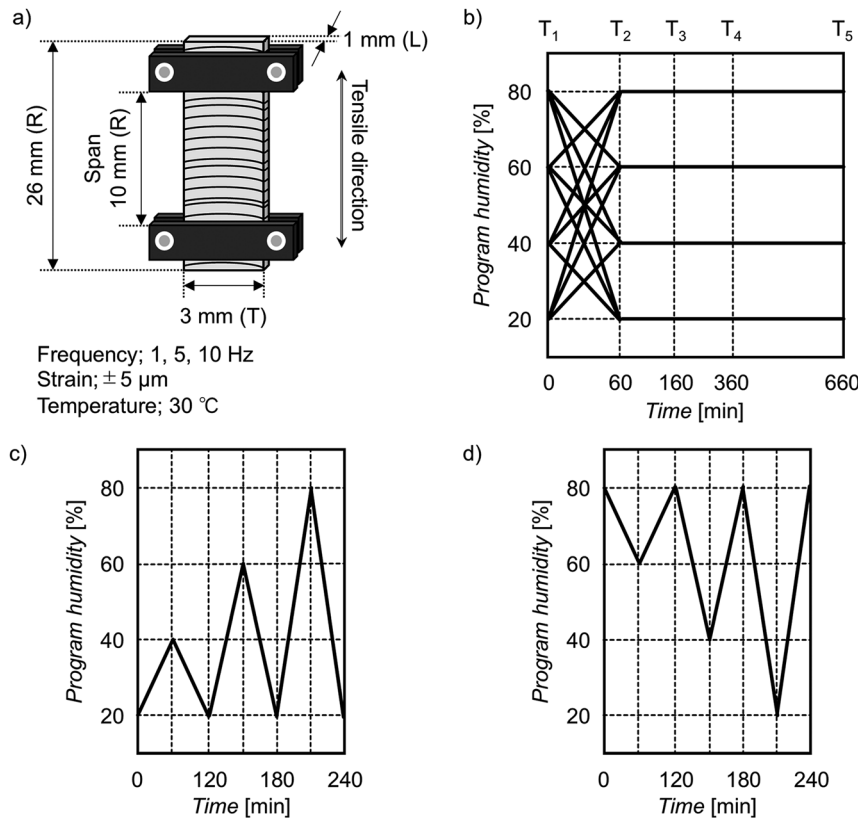 a)
1 mm (L)
26 mm (R)
Span
10 mm (R)
Tensile direction
3 mm (T)
Frequency; 1, 5, 10 Hz
Strain; ±5 μm
Temperature; 30 ℃
b)
T1 T2 T3 T4 T5
Program humidity [%]
80
60
40
20
0 60 160 360 660
Time [min]
c)
Program humidity [%]
80
60
40
20
0 120 180 240
Time [min]
d)
Program humidity [%]
80
60
40
20
0 120 180 240
Time [min]